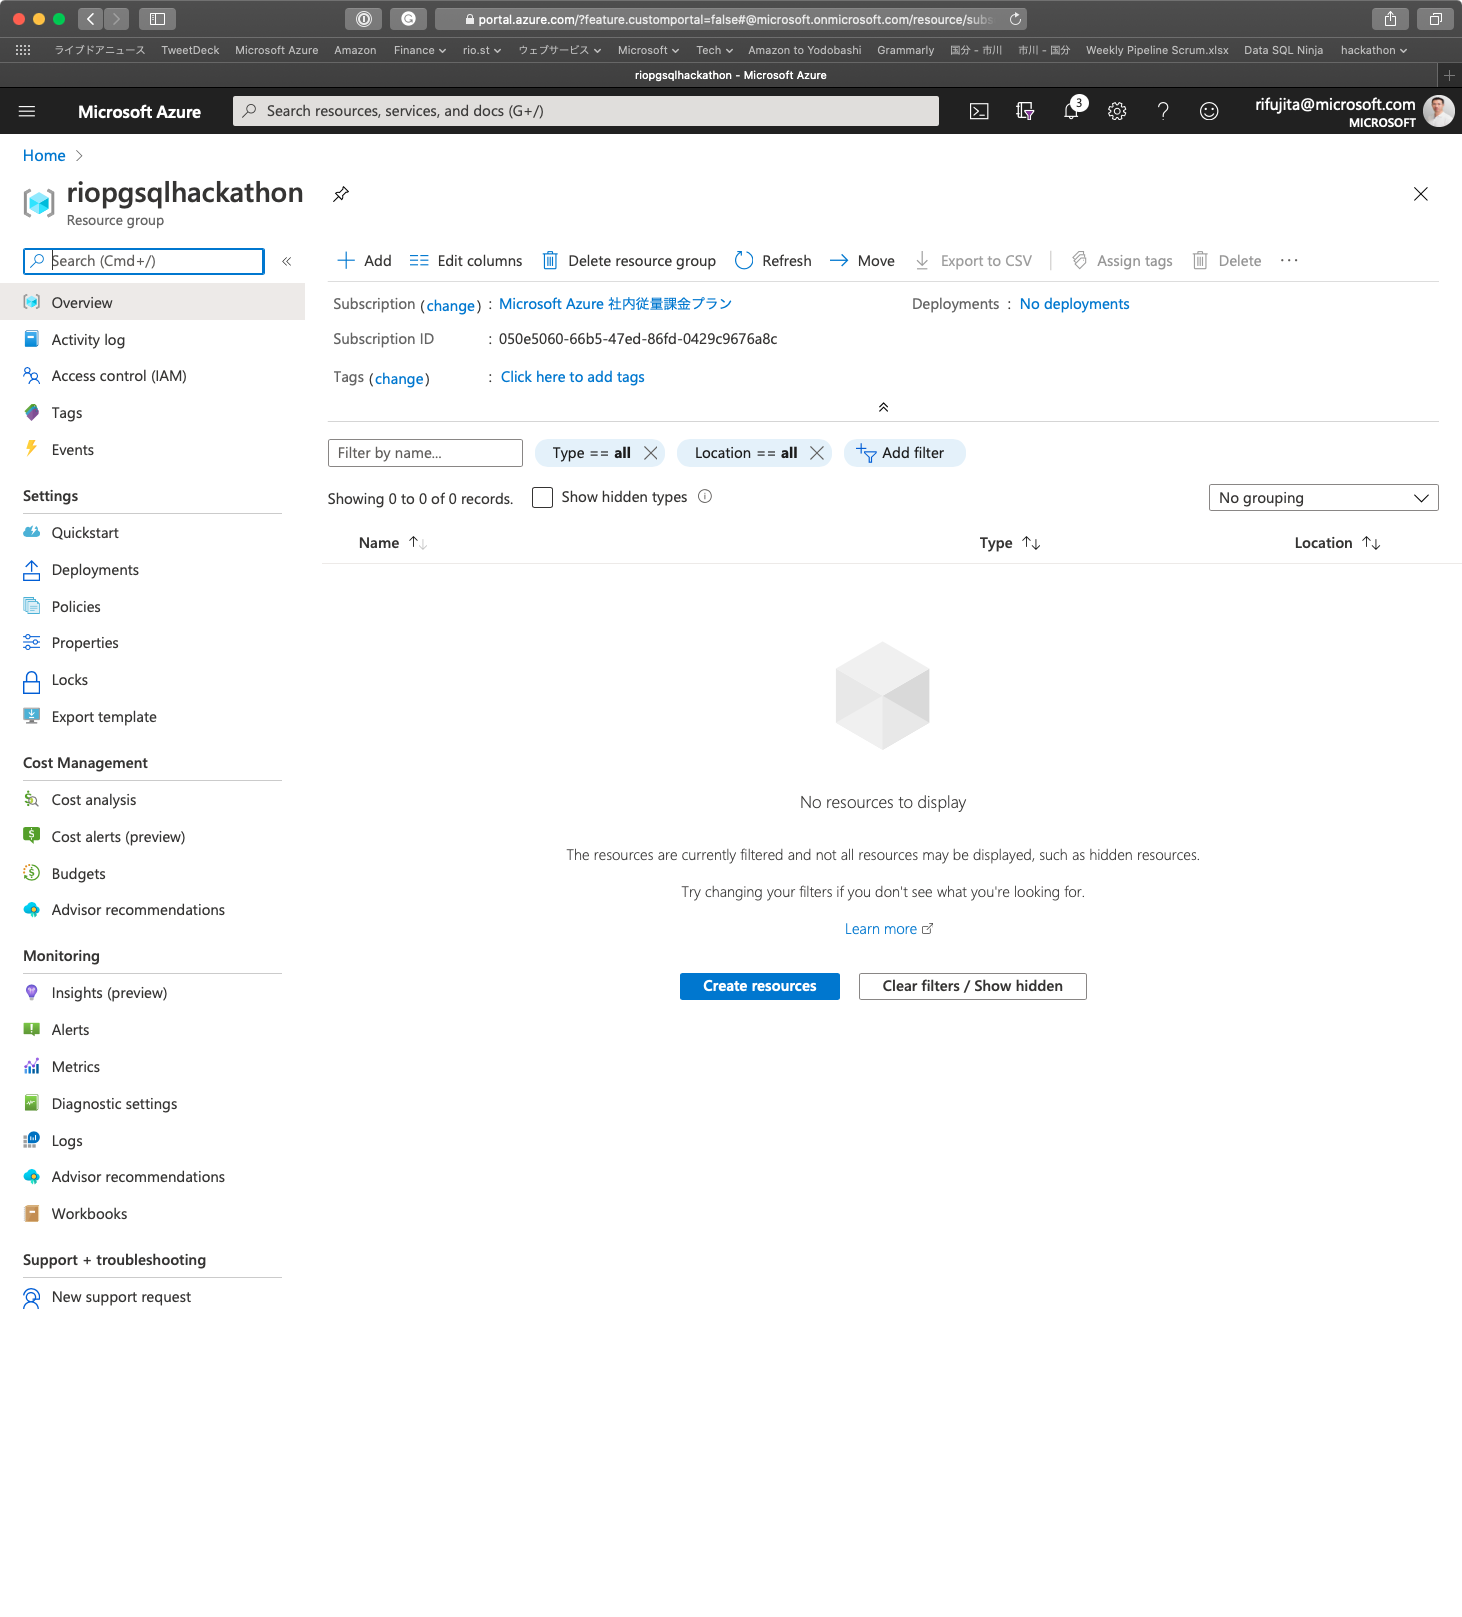 portal.azure.com/?feature.customportal=false#@microsoft.onmicrosoft.com/resource/subs
ライブドアニュース TweetDeck Microsoft Azure Amazon Finance rio.st ウェブサービス Microsoft Tech Amazon to Yodobashi Grammarly 国分 - 市川 市川 - 国分 Weekly Pipeline Scrum.xlsx Data SQL Ninja hackathon
riopgsqlhackathon - Microsoft Azure
Microsoft Azure
Search resources, services, and docs (G+/)
3
rifujita@microsoft.com
MICROSOFT
Home
riopgsqlhackathon
Resource group
Search (Cmd+/)
Overview
Activity log
Access control (IAM)
Tags
Events
Settings
Quickstart
Deployments
Policies
Properties
Locks
Export template
Cost Management
Cost analysis
Cost alerts (preview)
Budgets
Advisor recommendations
Monitoring
Insights (preview)
Alerts
Metrics
Diagnostic settings
Logs
Advisor recommendations
Workbooks
Support + troubleshooting
New support request
Add Edit columns Delete resource group Refresh Move Export to CSV Assign tags Delete ...
Subscription (change) : Microsoft Azure 社内従量課金プラン Deployments : No deployments
Subscription ID : 050e5060-66b5-47ed-86fd-0429c9676a8c
Tags (change) : Click here to add tags
Filter by name... Type == all Location == all Add filter
Showing 0 to 0 of 0 records. Show hidden types No grouping
Name Type Location
No resources to display
The resources are currently filtered and not all resources may be displayed, such as hidden resources.
Try changing your filters if you don't see what you're looking for.
Learn more
Create resources Clear filters / Show hidden